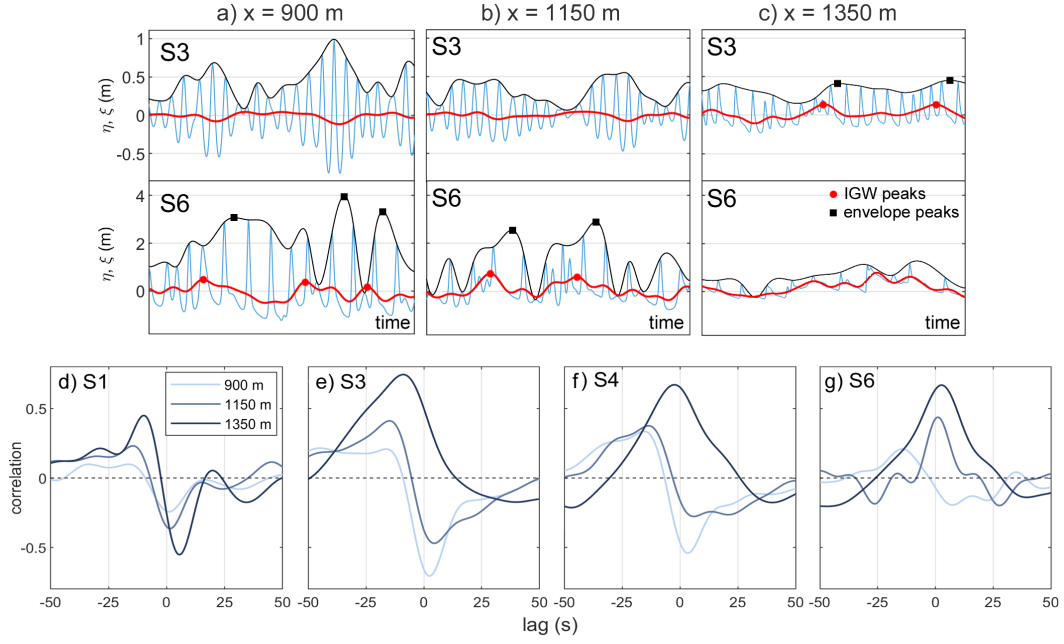 a) x = 900 m
b) x = 1150 m
c) x = 1350 m
S3
S3
S3
η, ξ (m)
1
0.5
0
-0.5
S6
S6
S6
η, ξ (m)
4
2
0
IGW peaks
envelope peaks
time
time
time
d) S1
e) S3
f) S4
g) S6
900 m
1150 m
1350 m
correlation
0.5
0
-0.5
-50 -25 0 25 50
-50 -25 0 25 50
-50 -25 0 25 50
-50 -25 0 25 50
lag (s)